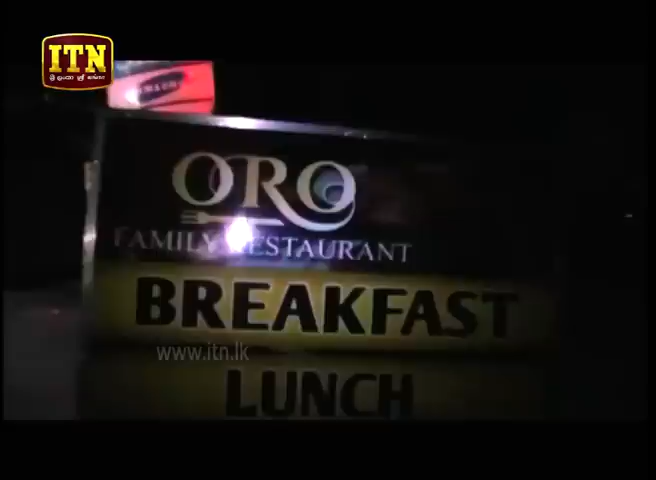 ITN
ORO
FAMILY RESTAURANT
BREAKFAST
www.itn.lk
LUNCH